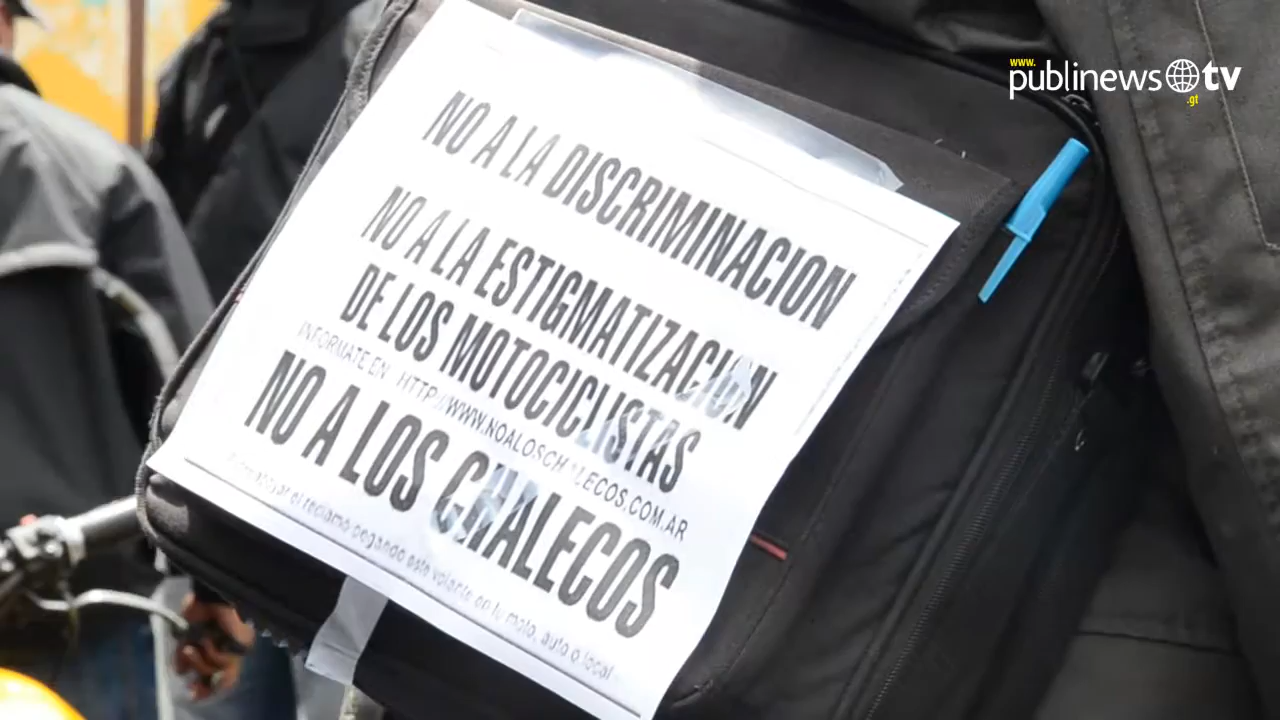 www.
publinews tv
.gt
NO A LA DISCRIMINACION
NO A LA ESTIGMATIZACION
DE LOS MOTOCICLISTAS
INFORMATE EN HTTP://WWW.NOALOSCHALECOS.COM.AR
NO A LOS CHALECOS
apoyar el reclamo pegando este volante en tu moto, auto o local